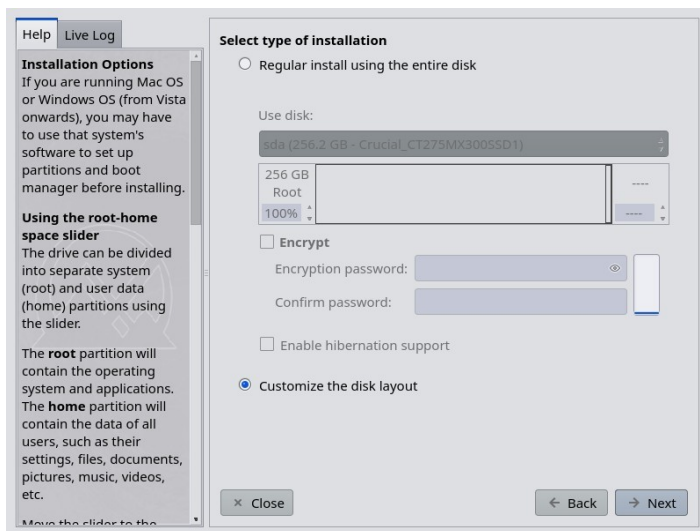 Help
Live Log
Installation Options
If you are running Mac OS
or Windows OS (from Vista
onwards), you may have
to use that system's
software to set up
partitions and boot
manager before installing.
Using the root-home
space slider
The drive can be divided
into separate system
(root) and user data
(home) partitions using
the slider.
The root partition will
contain the operating
system and applications.
The home partition will
contain the data of all
users, such as their
settings, files, documents,
pictures, music, videos,
etc.
Move the slider to the
Select type of installation
Regular install using the entire disk
Use disk:
sda (256.2 GB - Crucial_CT275MX300SSD1)
256 GB
Root
100%
----
----
Encrypt
Encryption password:
Confirm password:
Enable hibernation support
Customize the disk layout
Close
Back
Next